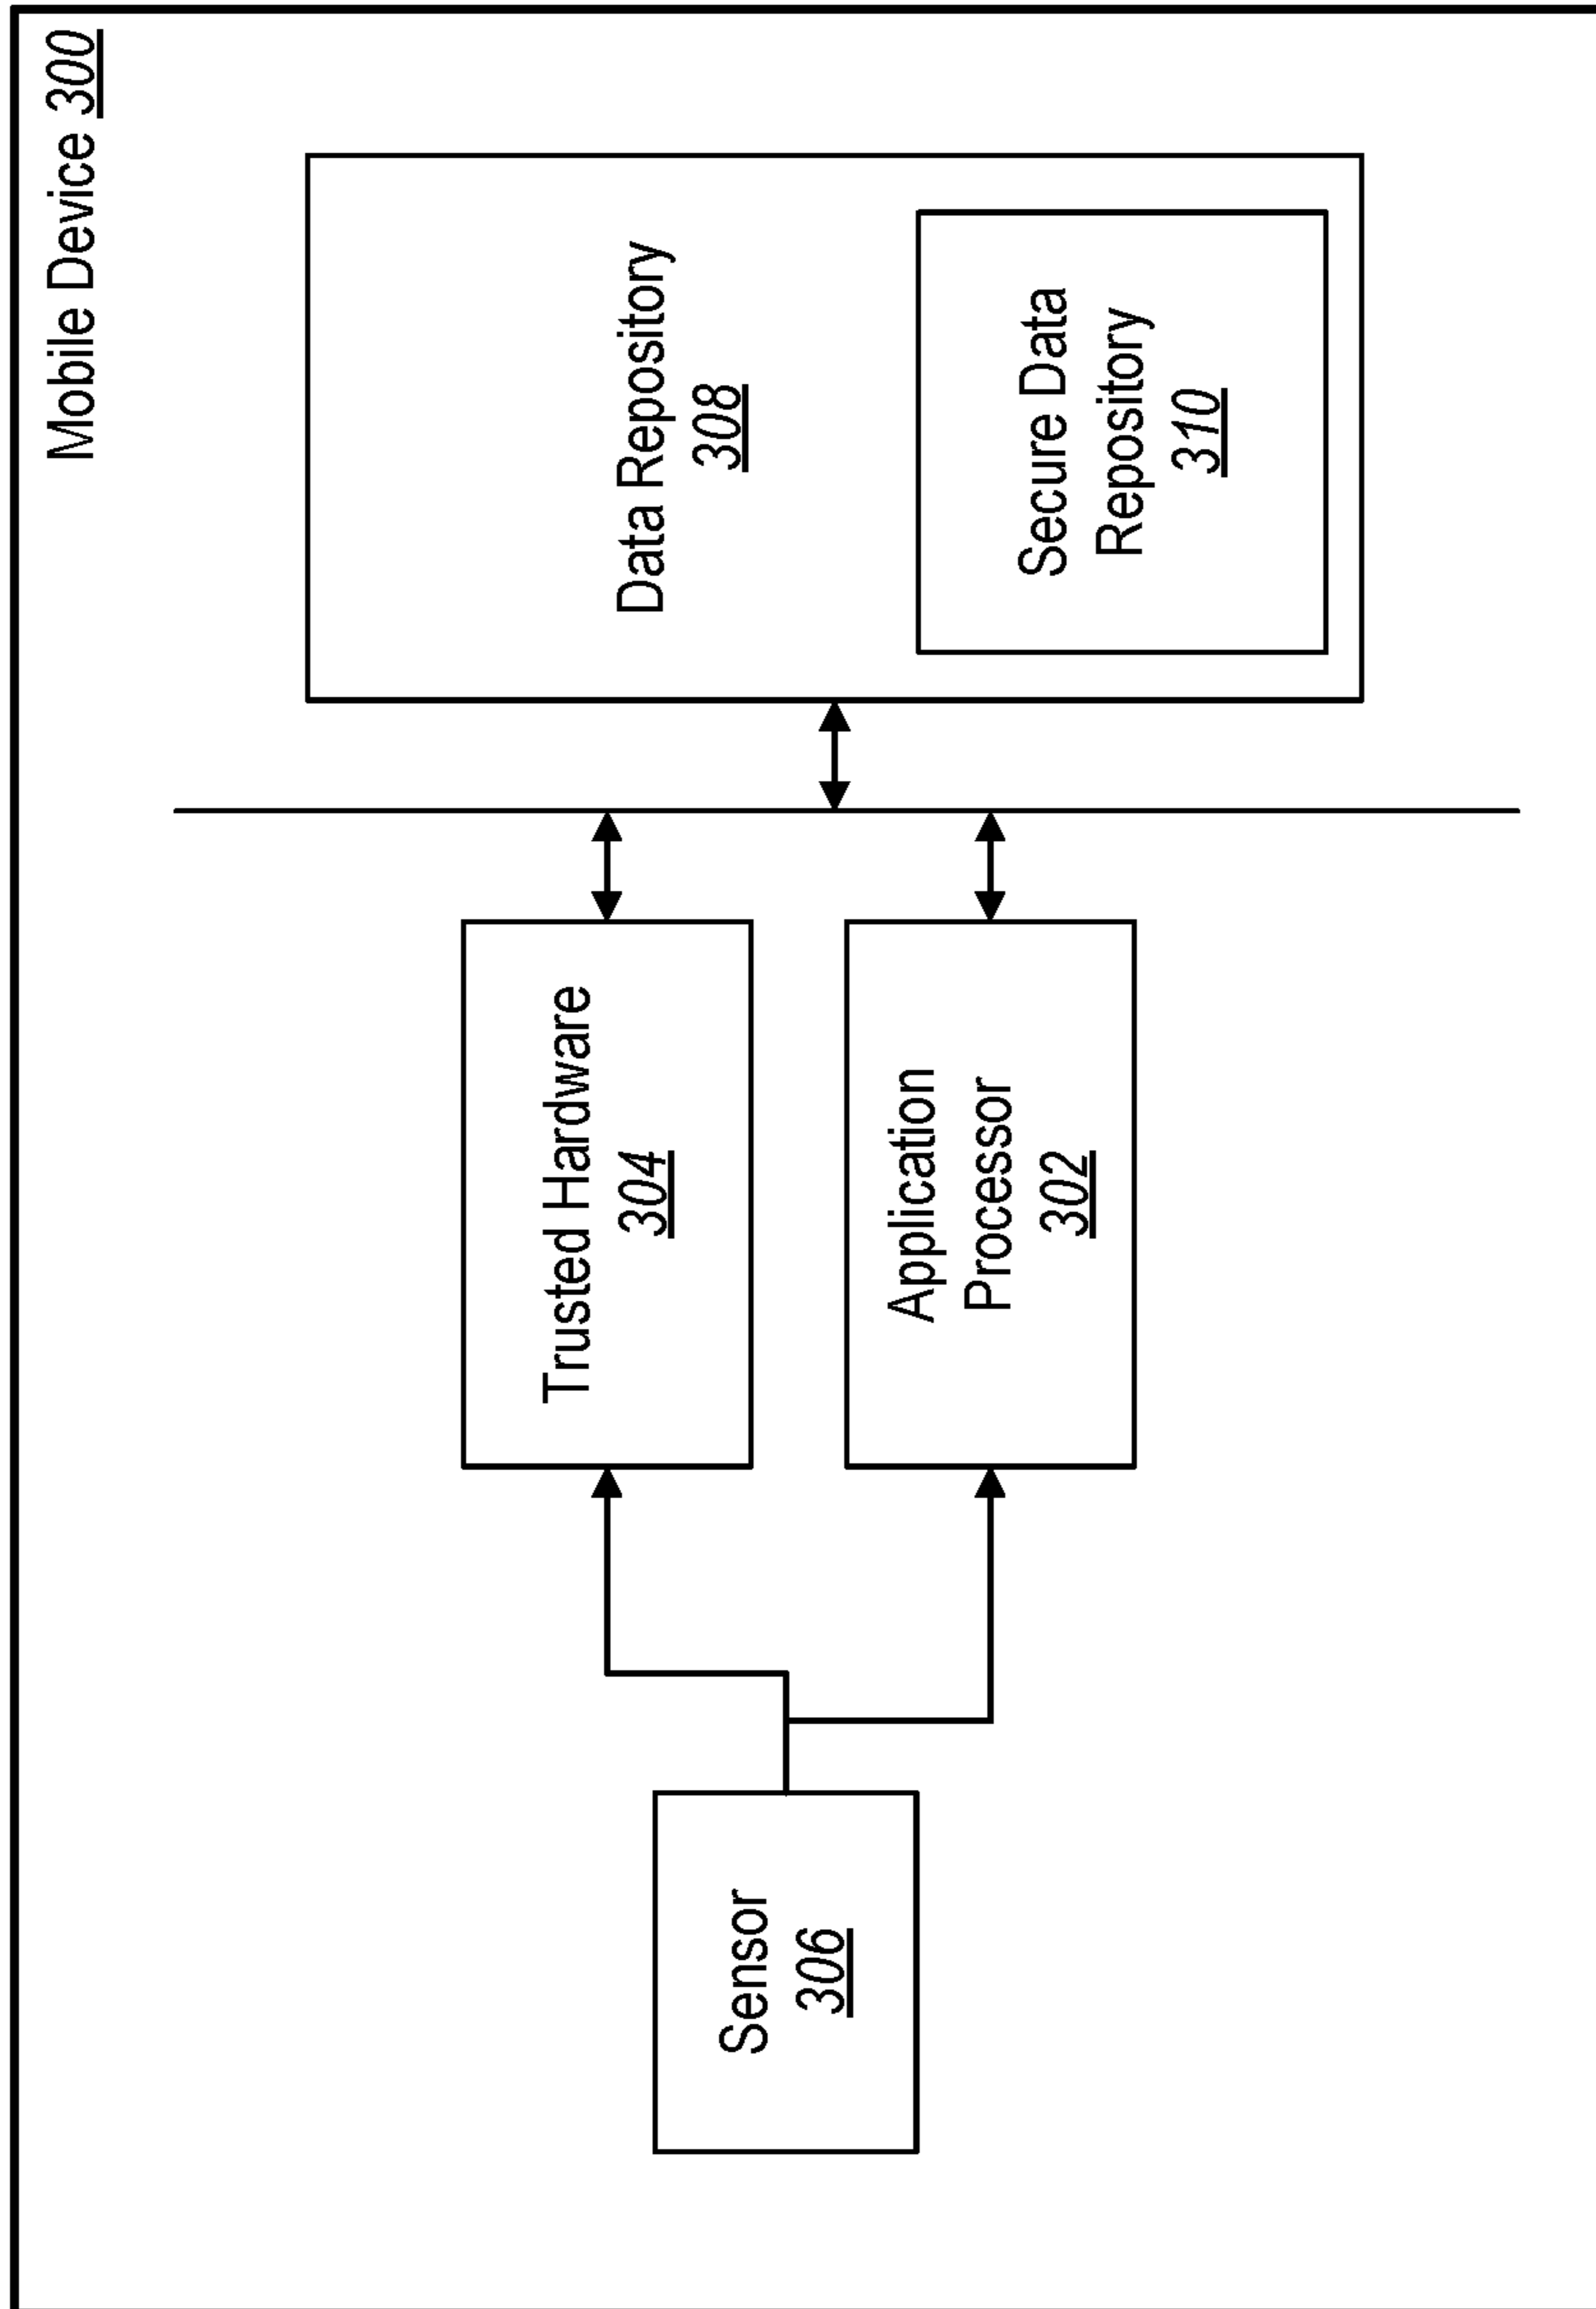 Mobile Device 300
Sensor
306
Trusted Hardware
304
Application
Processor
302
Data Repository
308
Secure Data
Repository
310